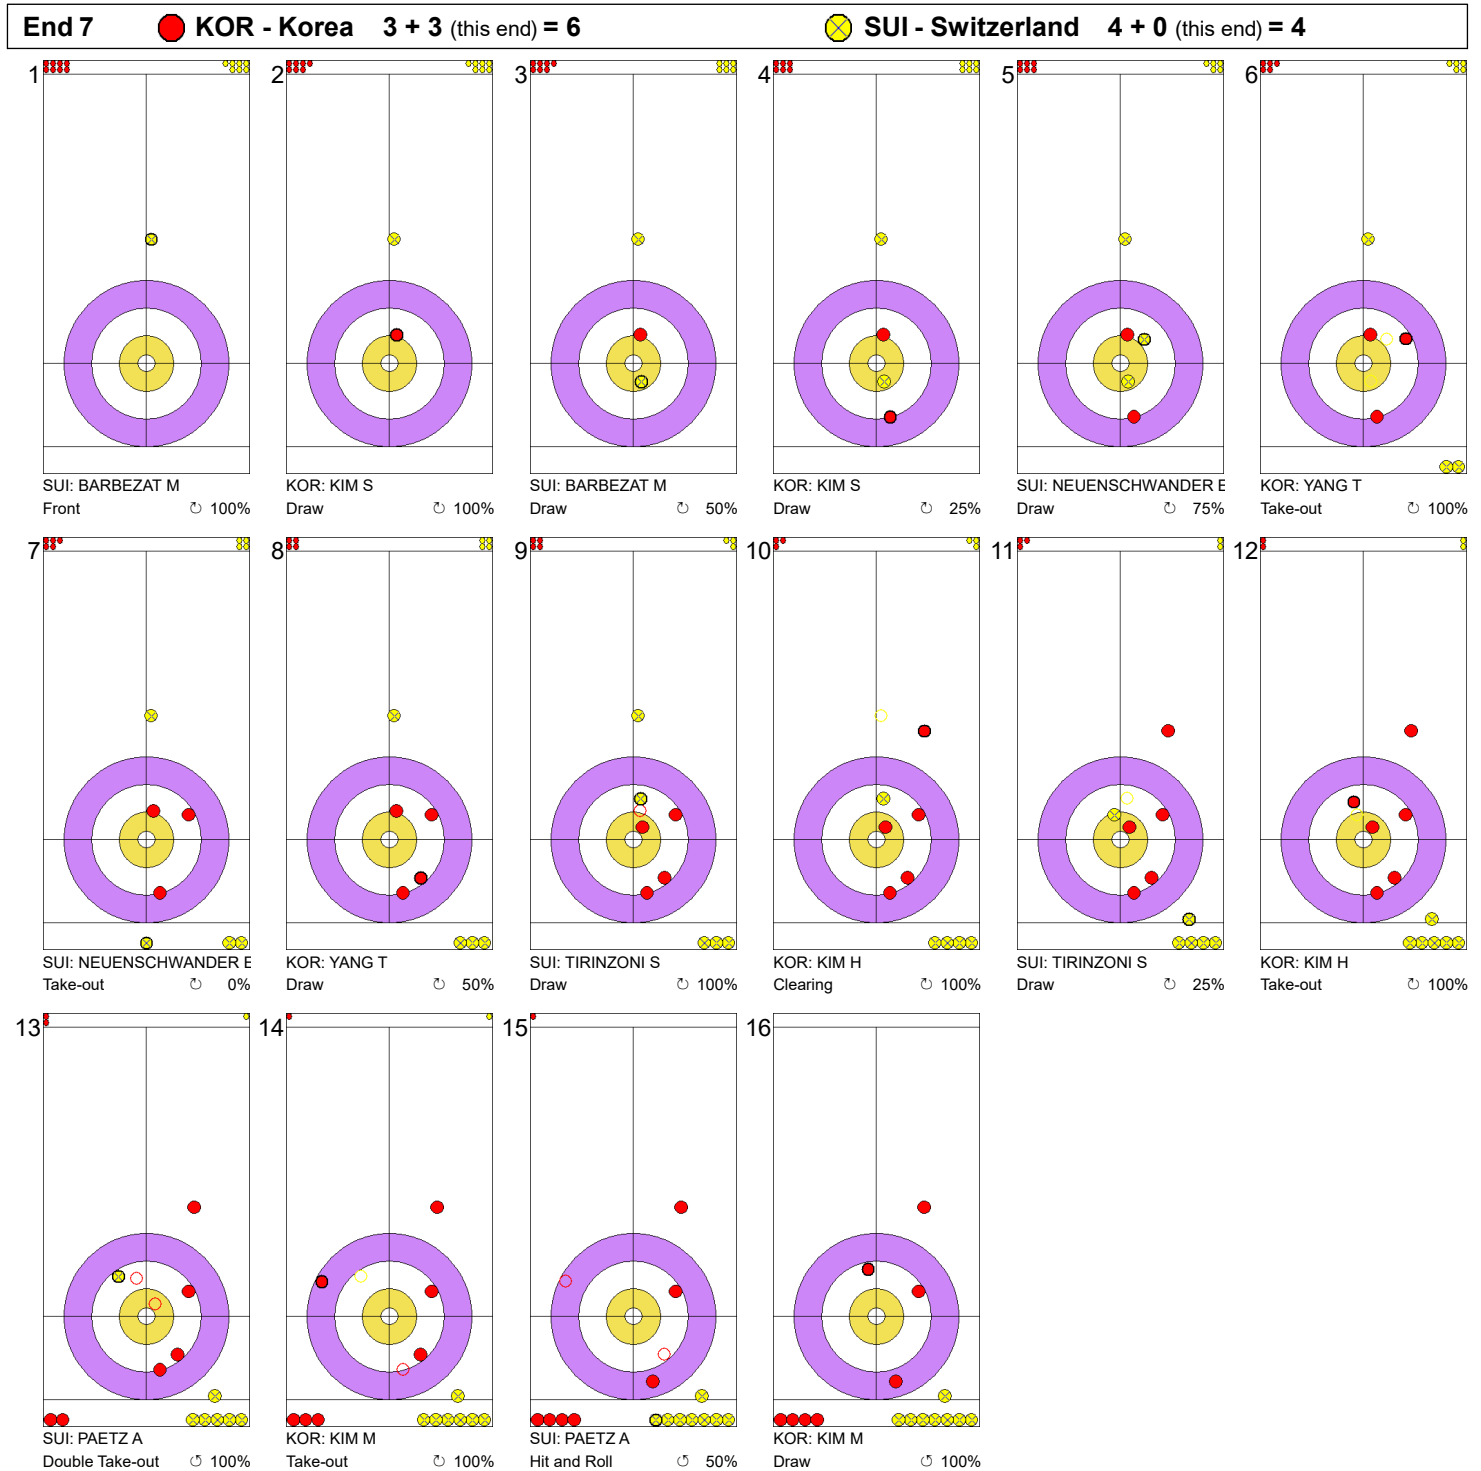 End 7 KOR - Korea 3 + 3 (this end) = 6 SUI - Switzerland 4 + 0 (this end) = 4
1 2 3 4 5 6
SUI: BARBEZAT M KOR: KIM S SUI: BARBEZAT M KOR: KIM S SUI: NEUENSCHWANDER E KOR: YANG T
Front ↻ 100% Draw ↻ 100% Draw ↻ 50% Draw ↻ 25% Draw ↻ 75% Take-out ↻ 100%
7 8 9 10 11 12
SUI: NEUENSCHWANDER E KOR: YANG T SUI: TIRINZONI S KOR: KIM H SUI: TIRINZONI S KOR: KIM H
Take-out ↻ 0% Draw ↻ 50% Draw ↻ 100% Clearing ↻ 100% Draw ↻ 25% Take-out ↻ 100%
13 14 15 16
SUI: PAETZ A KOR: KIM M SUI: PAETZ A KOR: KIM M
Double Take-out ↺ 100% Take-out ↻ 100% Hit and Roll ↺ 50% Draw ↺ 100%